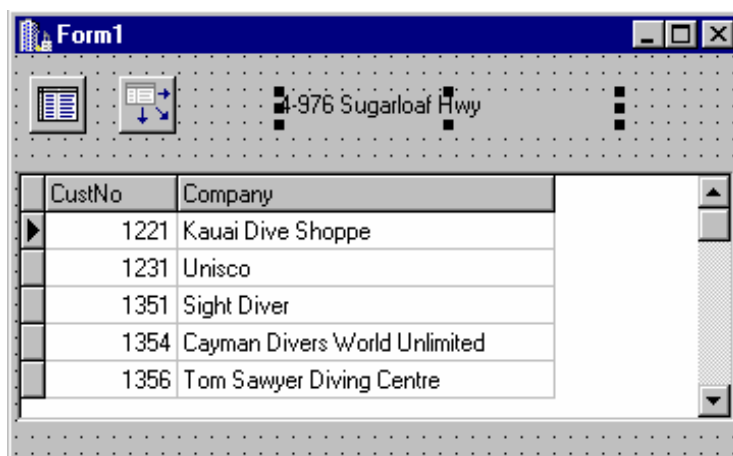 Form1
4-976 Sugarloaf Hwy
CustNo Company
1221 Kauai Dive Shoppe
1231 Unisco
1351 Sight Diver
1354 Cayman Divers World Unlimited
1356 Tom Sawyer Diving Centre